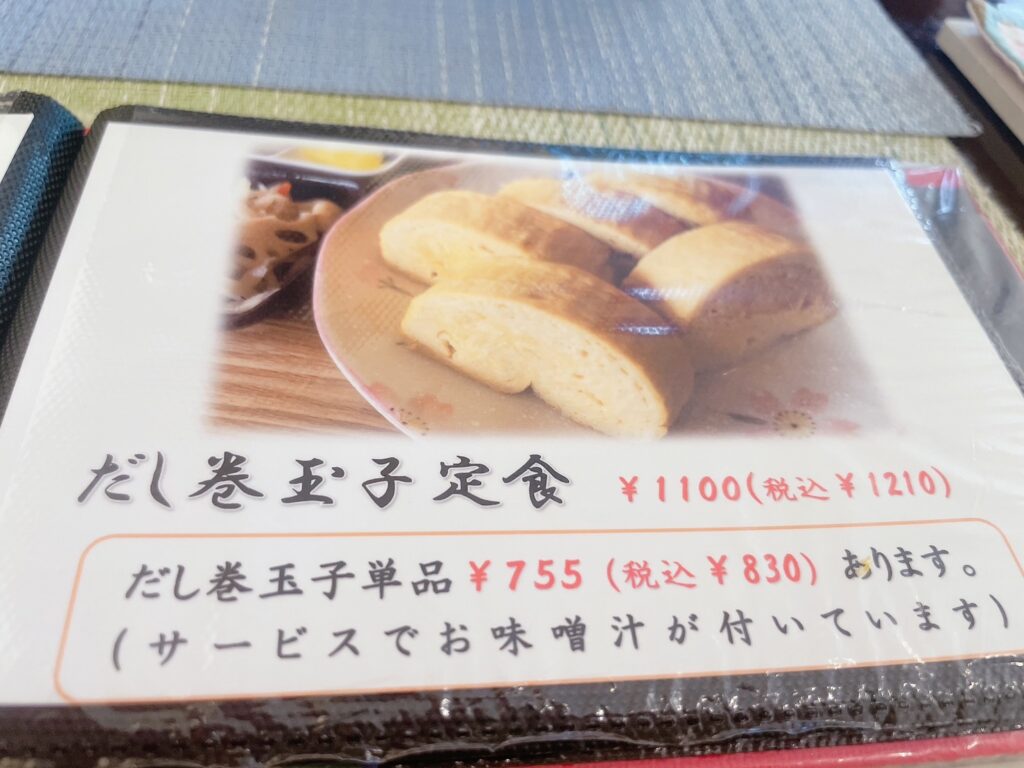 だし巻玉子定食 ¥1100(税込¥1210)
だし巻玉子単品¥755 (税込¥830) あります。
(サービスでお味噌汁が付いています)